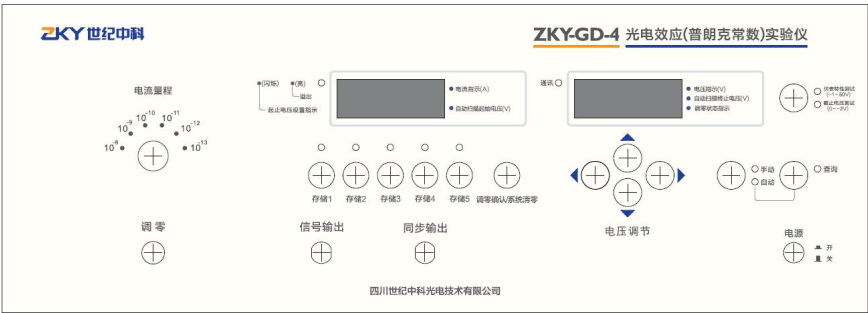 ZKY 世纪中科
ZKY-GD-4 光电效应(普朗克常数)实验仪
电流量程
10⁻⁸
10⁻⁹
10⁻¹⁰
10⁻¹¹
10⁻¹²
10⁻¹³
(闪烁)
(亮)
溢出
起止电压设置指示
电流指示(A)
自动扫描起始电压(V)
通讯
电压指示(V)
自动扫描终止电压(V)
调零状态指示
伏安特性测试
(-1~50V)
截止电压测试
存储1
存储2
存储3
存储4
存储5
调零确认/系统清零
手动
自动
查询
调零
信号输出
同步输出
电压调节
电源
开
关
四川世纪中科光电技术有限公司